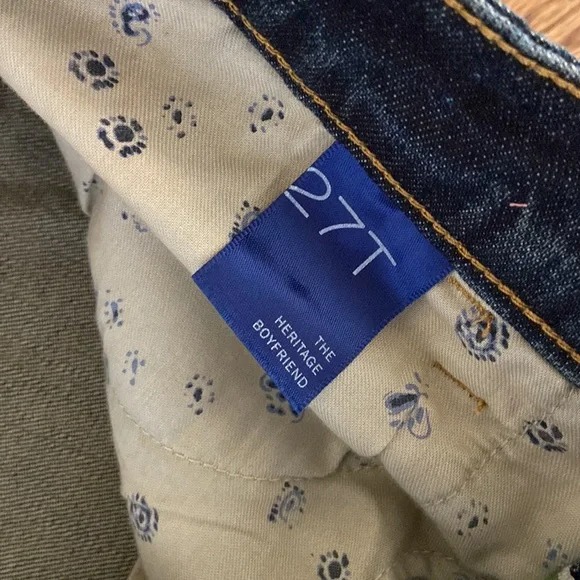 27T
THE
HERITAGE
BOYFRIEND